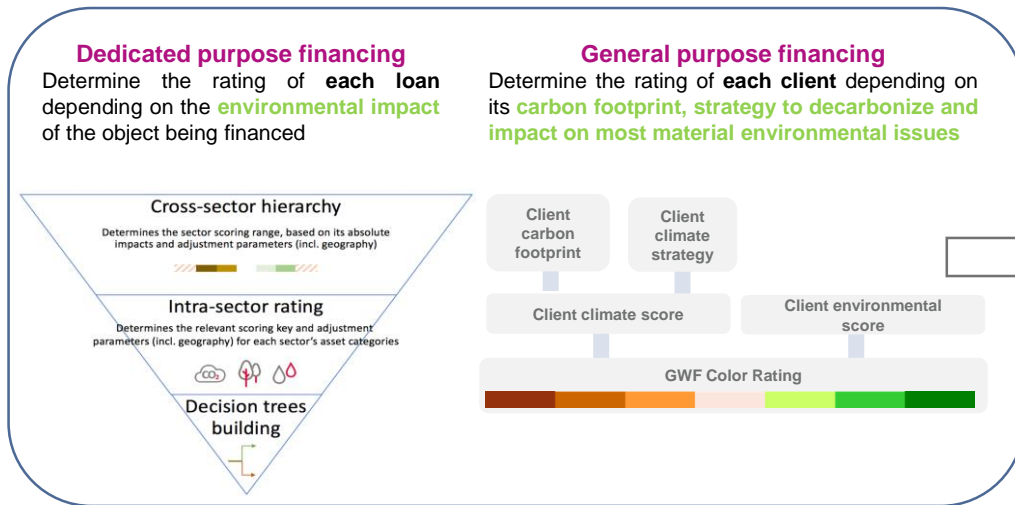 Dedicated purpose financing
Determine the rating of each loan
depending on the environmental impact
of the object being financed
General purpose financing
Determine the rating of each client depending on
its carbon footprint, strategy to decarbonize and
impact on most material environmental issues
Cross-sector hierarchy
Determines the sector scoring range, based on its absolute
impacts and adjustment parameters (incl. geography)
Intra-sector rating
Determines the relevant scoring key and adjustment
parameters (incl. geography) for each sector's asset categories
CO2
Decision trees
building
Client
carbon
footprint
Client
climate
strategy
Client climate score
Client environmental
score
GWF Color Rating